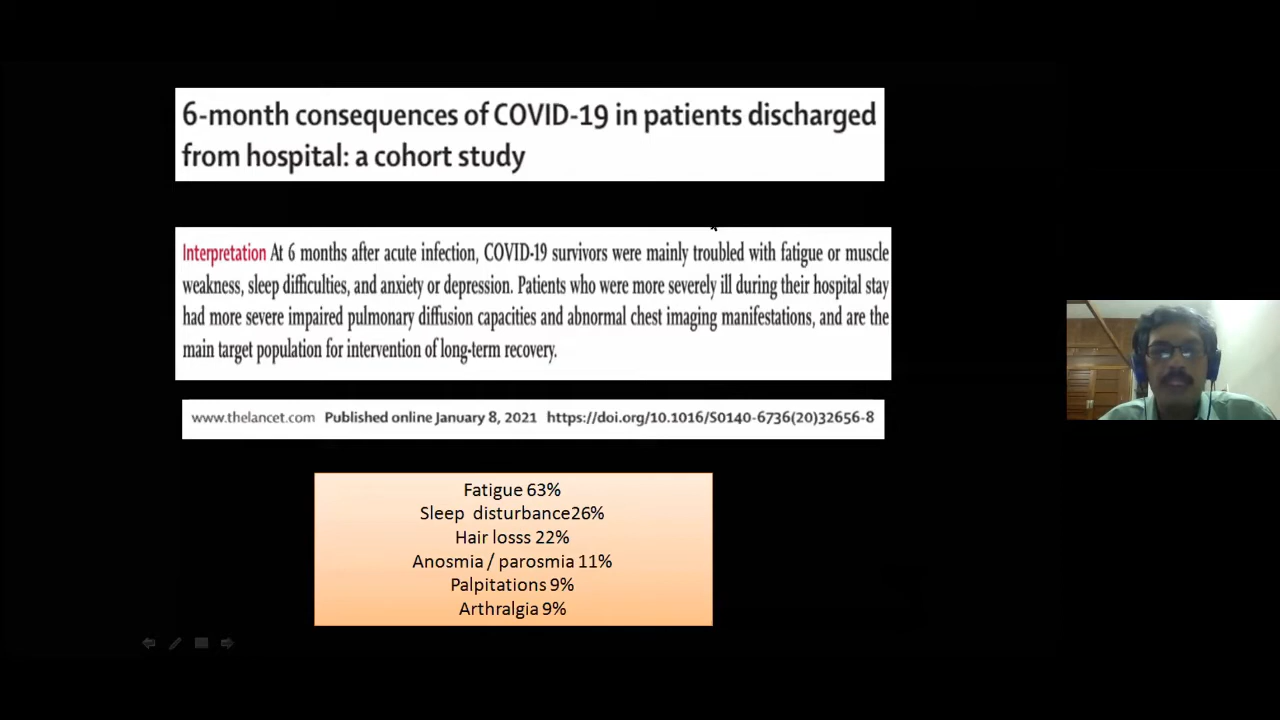 6-month consequences of COVID-19 in patients discharged
from hospital: a cohort study
Interpretation At 6 months after acute infection, COVID-19 survivors were mainly troubled with fatigue or muscle
weakness, sleep difficulties, and anxiety or depression. Patients who were more severely ill during their hospital stay
had more severe impaired pulmonary diffusion capacities and abnormal chest imaging manifestations, and are the
main target population for intervention of long-term recovery.
www.thelancet.com Published online January 8, 2021 https://doi.org/10.1016/S0140-6736(20)32656-8
Fatigue 63%
Sleep disturbance26%
Hair losss 22%
Anosmia / parosmia 11%
Palpitations 9%
Arthralgia 9%